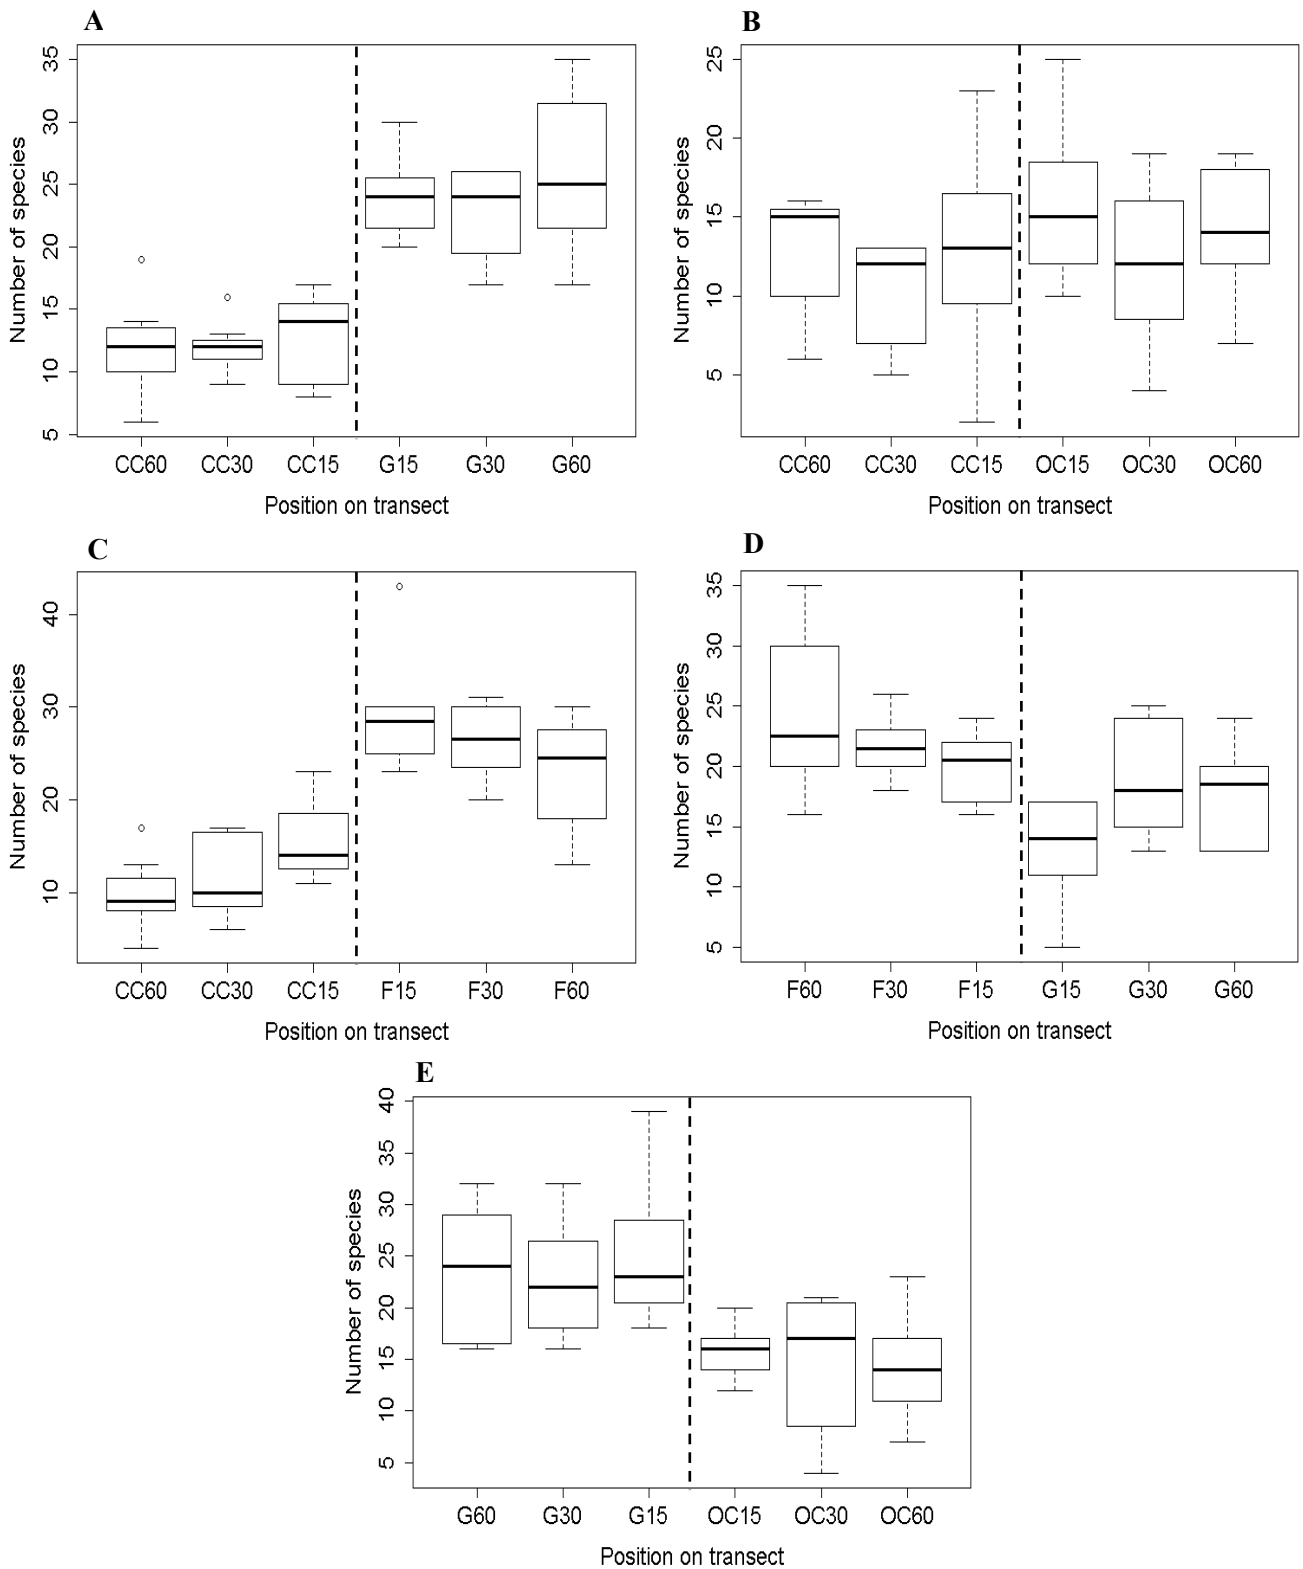 A
Number of species
35
30
25
20
15
10
5
CC60 CC30 CC15 G15 G30 G60
Position on transect
B
Number of species
25
20
15
10
5
CC60 CC30 CC15 OC15 OC30 OC60
Position on transect
C
Number of species
40
30
20
10
CC60 CC30 CC15 F15 F30 F60
Position on transect
D
Number of species
35
30
25
20
15
10
5
F60 F30 F15 G15 G30 G60
Position on transect
E
Number of species
40
35
30
25
20
15
10
5
G60 G30 G15 OC15 OC30 OC60
Position on transect